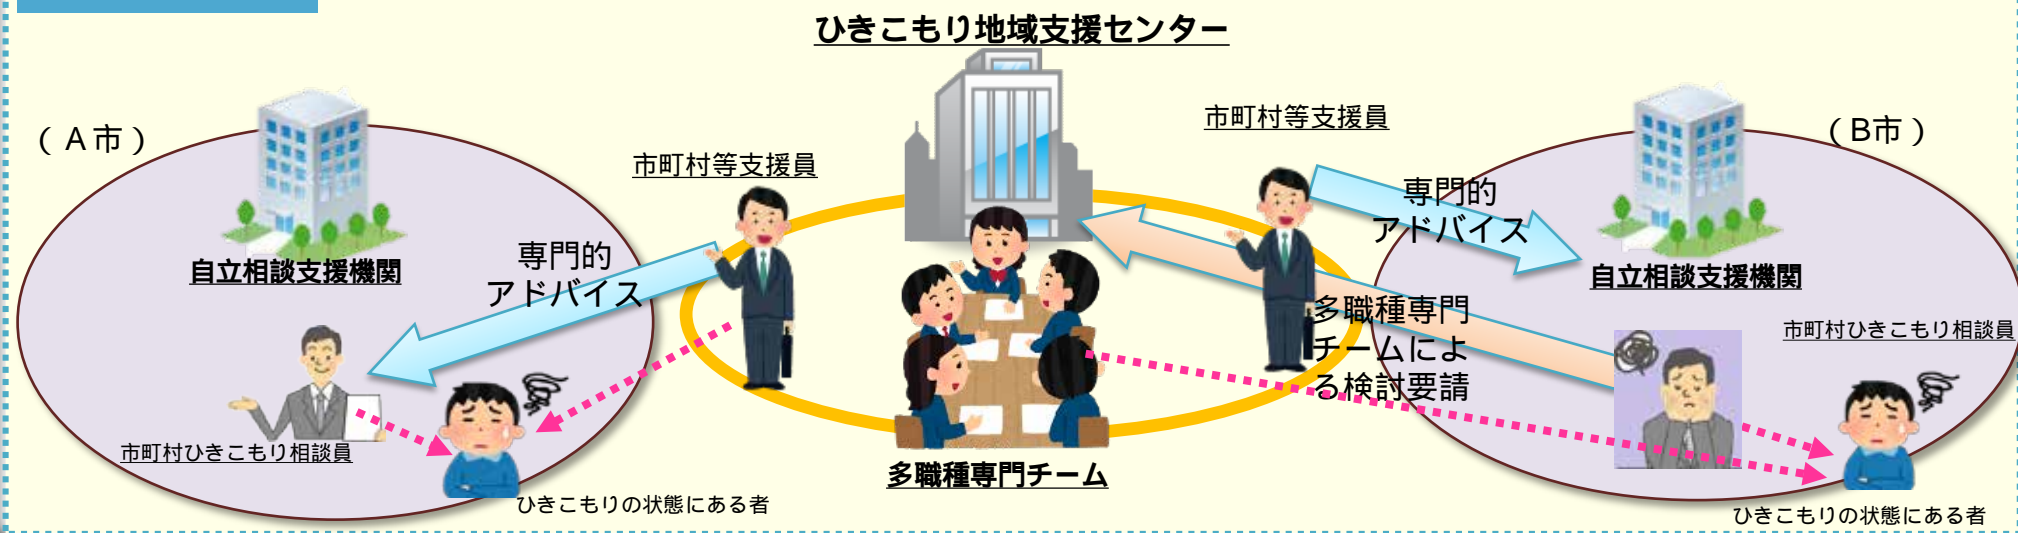 ひきこもり地域支援センター
（Ａ市）
市町村等支援員
専門的
アドバイス
自立相談支援機関
市町村ひきこもり相談員
ひきこもりの状態にある者
多職種専門チーム
市町村等支援員
（B市）
専門的
アドバイス
自立相談支援機関
多職種専門
チームによ
る検討要請
市町村ひきこもり相談員
ひきこもりの状態にある者